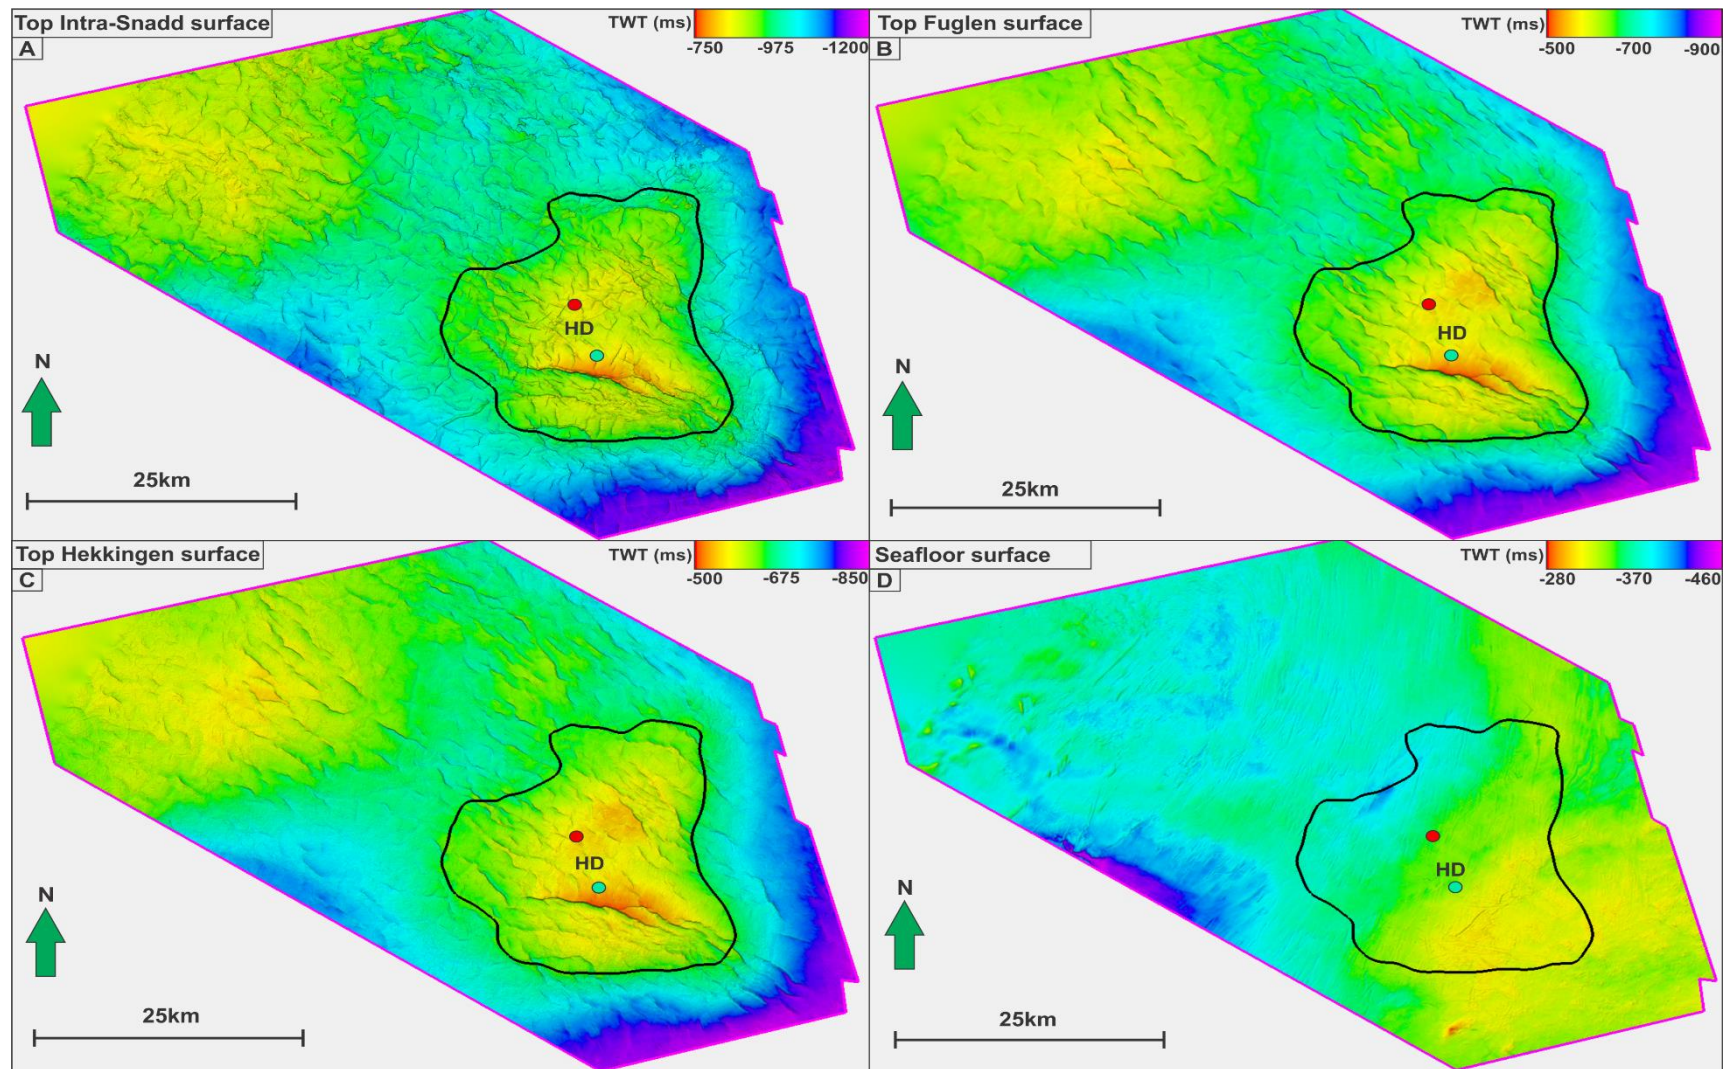 Top Intra-Snadd surface
TWT (ms)
-750 -975 -1200
A
HD
N
25km
Top Fuglen surface
TWT (ms)
-500 -700 -900
B
HD
N
25km
Top Hekkingen surface
TWT (ms)
-500 -675 -850
C
HD
N
25km
Seafloor surface
TWT (ms)
-280 -370 -460
D
HD
N
25km